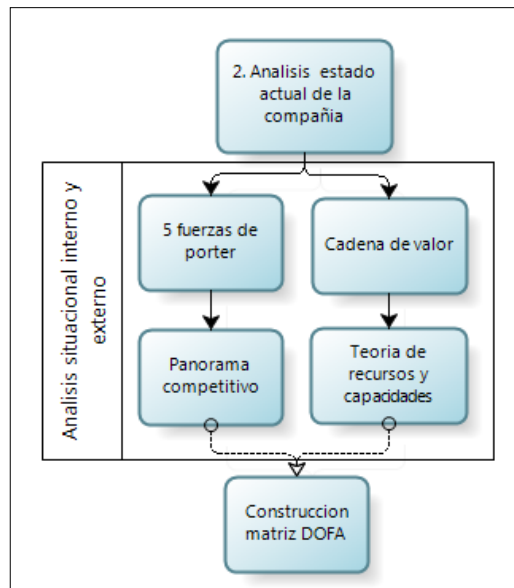 2. Analisis estado
actual de la
compañia
Analisis situacional interno y
externo
5 fuerzas de
porter
Cadena de valor
Panorama
competitivo
Teoria de
recursos y
capacidades
Construccion
matriz DOFA